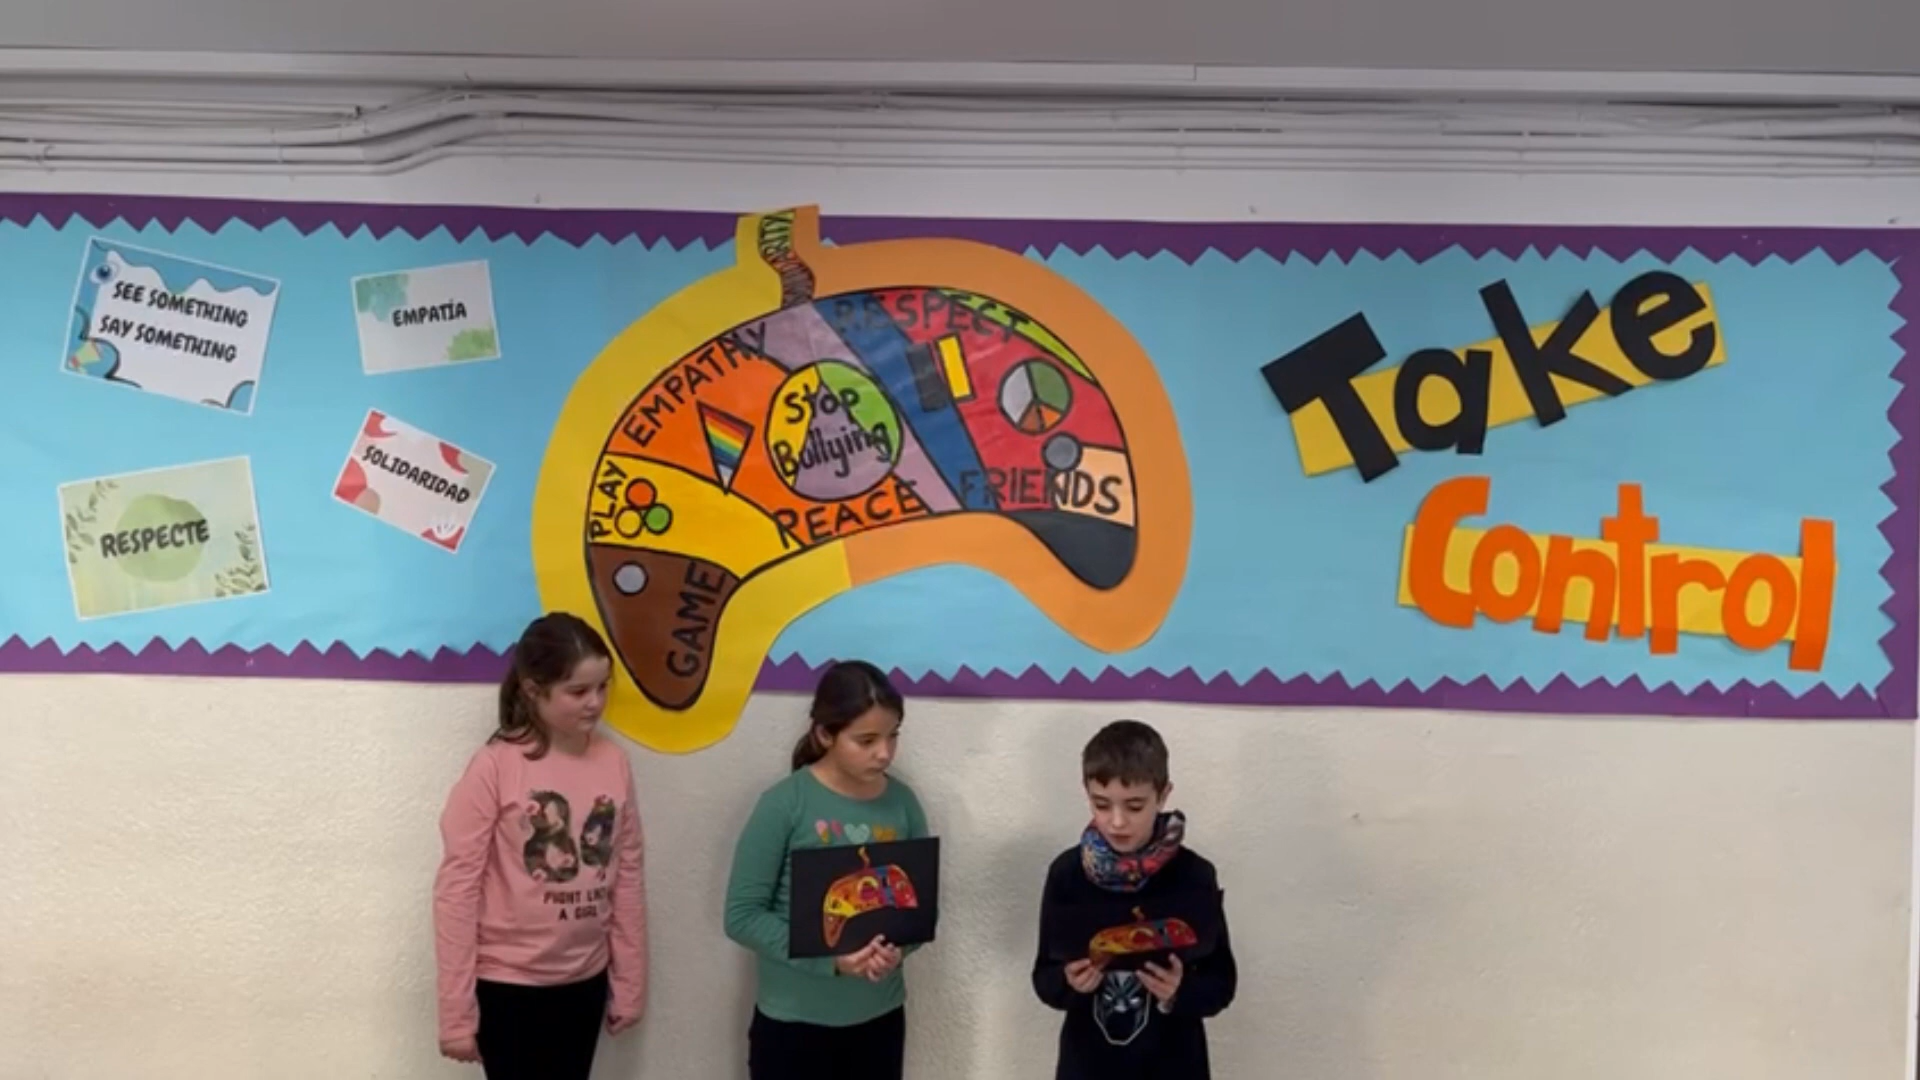 SEE SOMETHING
SAY SOMETHING
EMPATÍA
RESPECTE
SOLIDARIDAD
EMPATHY
RESPECT
Stop
Bullying
PLAY
PEACE
FRIENDS
GAME
Take
Control
FIGHT
A GIRL